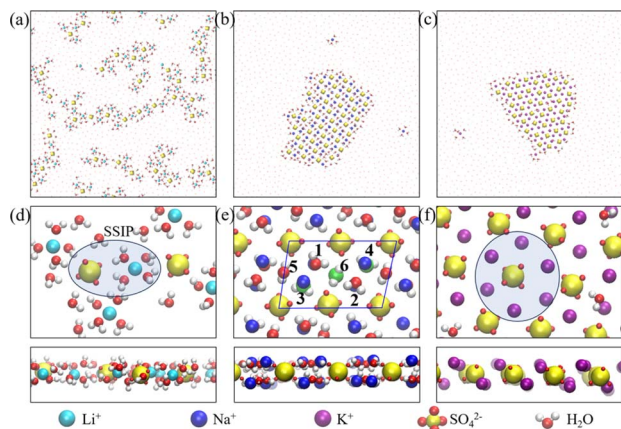 (a) (b) (c)
(d) SSIP (e) (f)
1 4
5 6
3 2
Li⁺ Na⁺ K⁺ SO₄²⁻ H₂O